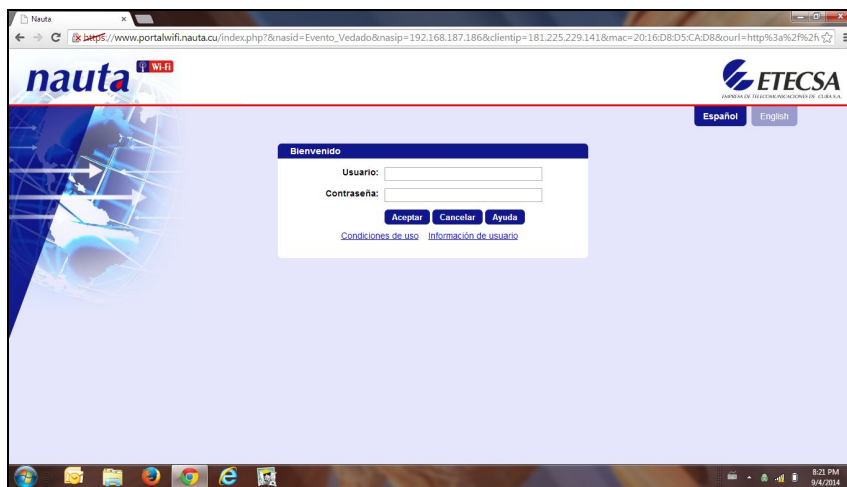 Nauta
https://www.portalwifi.nauta.cu/index.php?&nasid=Evento_Vedado&nasip=192.168.187.186&clientip=181.225.229.141&mac=20:16:D8:D5:CA:D8&ourl=http%3a%2f%2f
nauta Wi-Fi
ETECSA
EMPRESA DE TELECOMUNICACIONES DE CUBA S.A.
Español English
Bienvenido
Usuario:
Contraseña:
Aceptar Cancelar Ayuda
Condiciones de uso Información de usuario
8:21 PM
9/4/2014